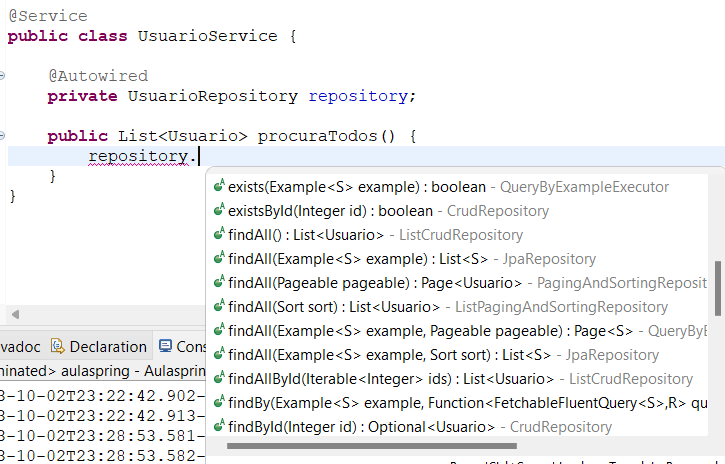 @Service
public class UsuarioService {
@Autowired
private UsuarioRepository repository;
public List<Usuario> procuraTodos() {
repository.
}
}
exists(Example<S> example) : boolean - QueryByExampleExecutor
existsById(Integer id) : boolean - CrudRepository
findAll() : List<Usuario> - ListCrudRepository
findAll(Example<S> example) : List<S> - JpaRepository
findAll(Pageable pageable) : Page<Usuario> - PagingAndSortingReposit
findAll(Sort sort) : List<Usuario> - ListPagingAndSortingRepository
findAll(Example<S> example, Pageable pageable) : Page<S> - QueryByE
findAll(Example<S> example, Sort sort) : List<S> - JpaRepository
findAllById(Iterable<Integer> ids) : List<Usuario> - ListCrudRepository
findBy(Example<S> example, Function<FetchableFluentQuery<S>,R> qu
findById(Integer id) : Optional<Usuario> - CrudRepository
vadoc Declaration Cons
ninated> aulaspring - Aulaspring
3-10-02T23:22:42.902-
3-10-02T23:22:42.913-
3-10-02T23:28:53.581-
3-10-02T23:28:53.582-